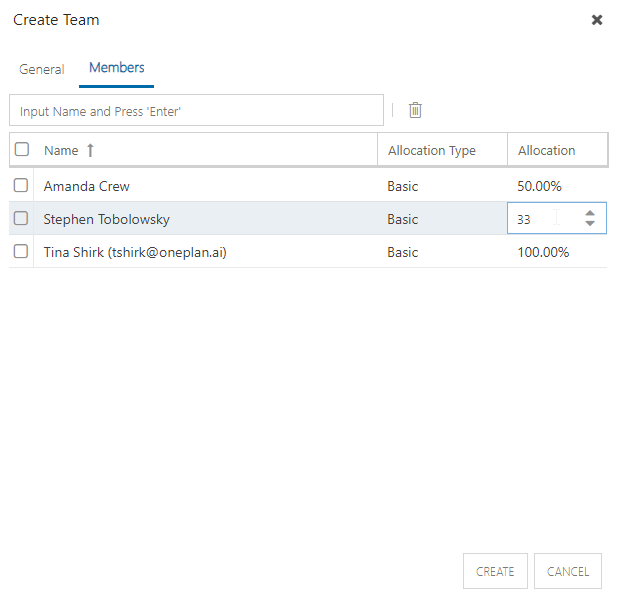 Create Team
General Members
Input Name and Press 'Enter'
Name Allocation Type Allocation
Amanda Crew Basic 50.00%
Stephen Tobolowsky Basic 33
Tina Shirk (tshirk@oneplan.ai) Basic 100.00%
CREATE CANCEL